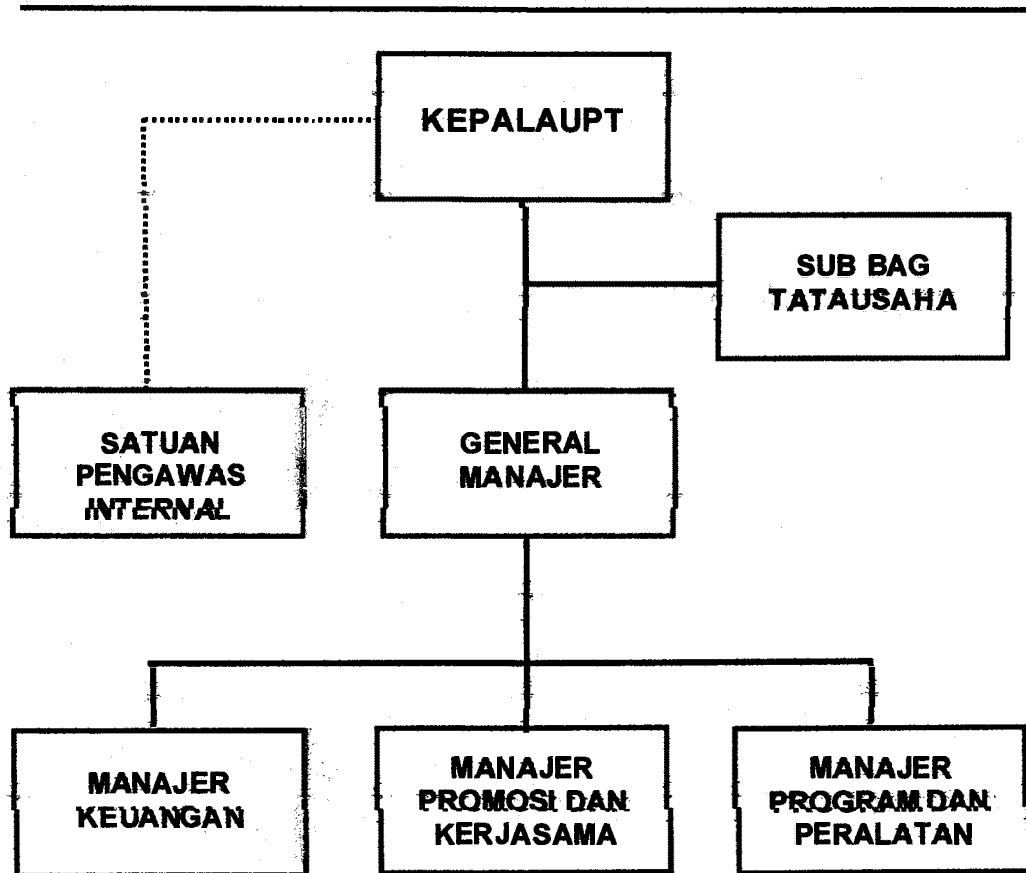 KEPALAUPT
SUB BAG
TATAUSAHA
SATUAN
PENGAWAS
INTERNAL
GENERAL
MANAJER
MANAJER
KEUANGAN
MANAJER
PROMOSI DAN
KERJASAMA
MANAJER
PROGRAM DAN
PERALATAN